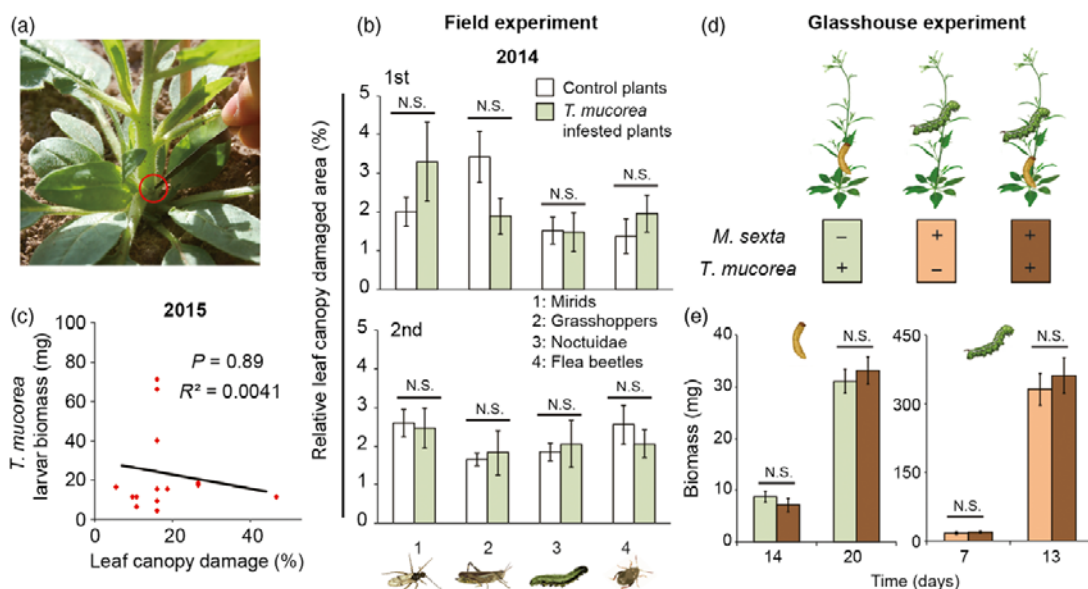 (a)
(b)
Field experiment
2014
1st
Control plants
T. mucorea
infested plants
N.S.
N.S.
N.S.
N.S.
5
4
3
2
1
0
Relative leaf canopy damaged area (%)
1: Mirids
2: Grasshoppers
3: Noctuidae
4: Flea beetles
2nd
N.S.
N.S.
N.S.
N.S.
5
4
3
2
1
0
1
2
3
4
(c)
2015
100
80
60
40
20
0
T. mucorea
larvar biomass (mg)
P = 0.89
R² = 0.0041
0
20
40
Leaf canopy damage (%)
(d)
Glasshouse experiment
M. sexta
– + +
T. mucorea
+ – +
(e)
Biomass (mg)
40
30
20
10
0
N.S.
N.S.
14
20
450
300
150
0
N.S.
N.S.
7
13
Time (days)